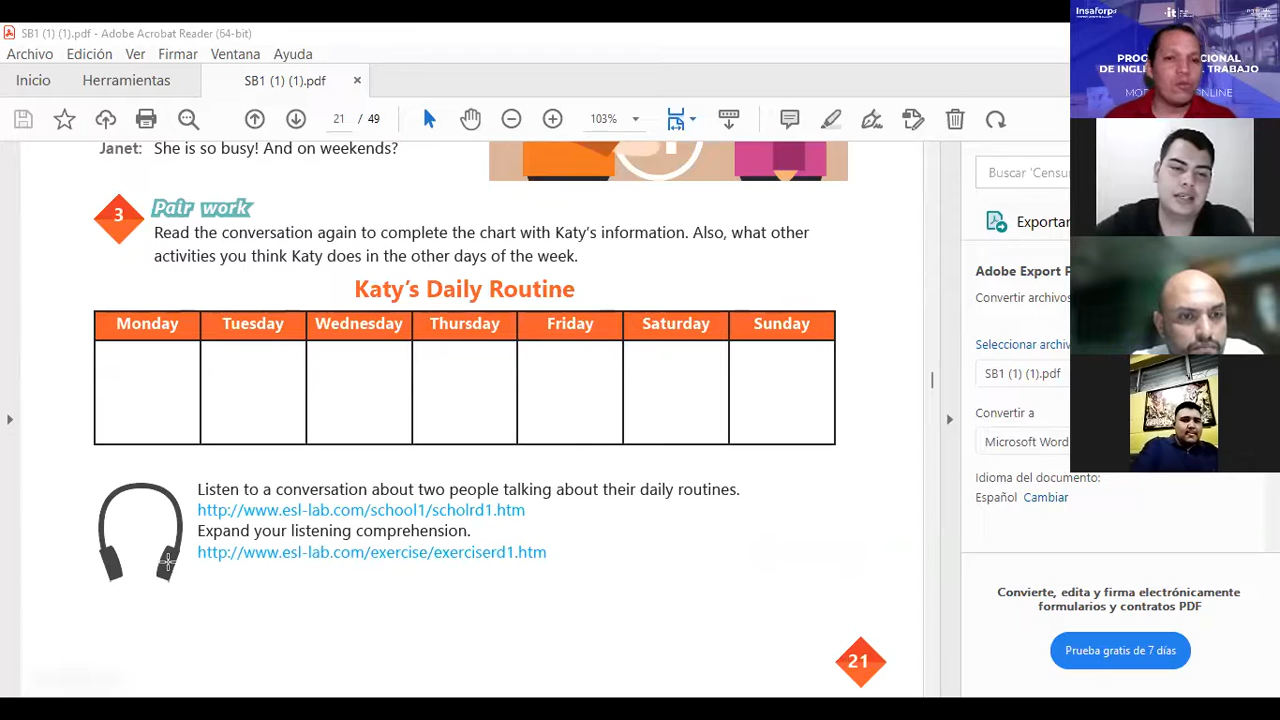 SB1 (1) (1).pdf - Adobe Acrobat Reader (64-bit)
Archivo Edición Ver Firmar Ventana Ayuda
Inicio Herramientas SB1 (1) (1).pdf ×
21 / 49 103%
Janet: She is so busy! And on weekends?
3 Pair work
Read the conversation again to complete the chart with Katy's information. Also, what other
activities you think Katy does in the other days of the week.
Katy's Daily Routine
Monday Tuesday Wednesday Thursday Friday Saturday Sunday
Listen to a conversation about two people talking about their daily routines.
http://www.esl-lab.com/school1/scholrd1.htm
Expand your listening comprehension.
http://www.esl-lab.com/exercise/exerciserd1.htm
21
Buscar 'Censu
Exportar
Adobe Export P
Convertir archivos
Seleccionar archiv
SB1 (1) (1).pdf
Convertir a
Microsoft Word
Idioma del documento:
Español Cambiar
Convierte, edita y firma electrónicamente
formularios y contratos PDF
Prueba gratis de 7 días
Insaforp